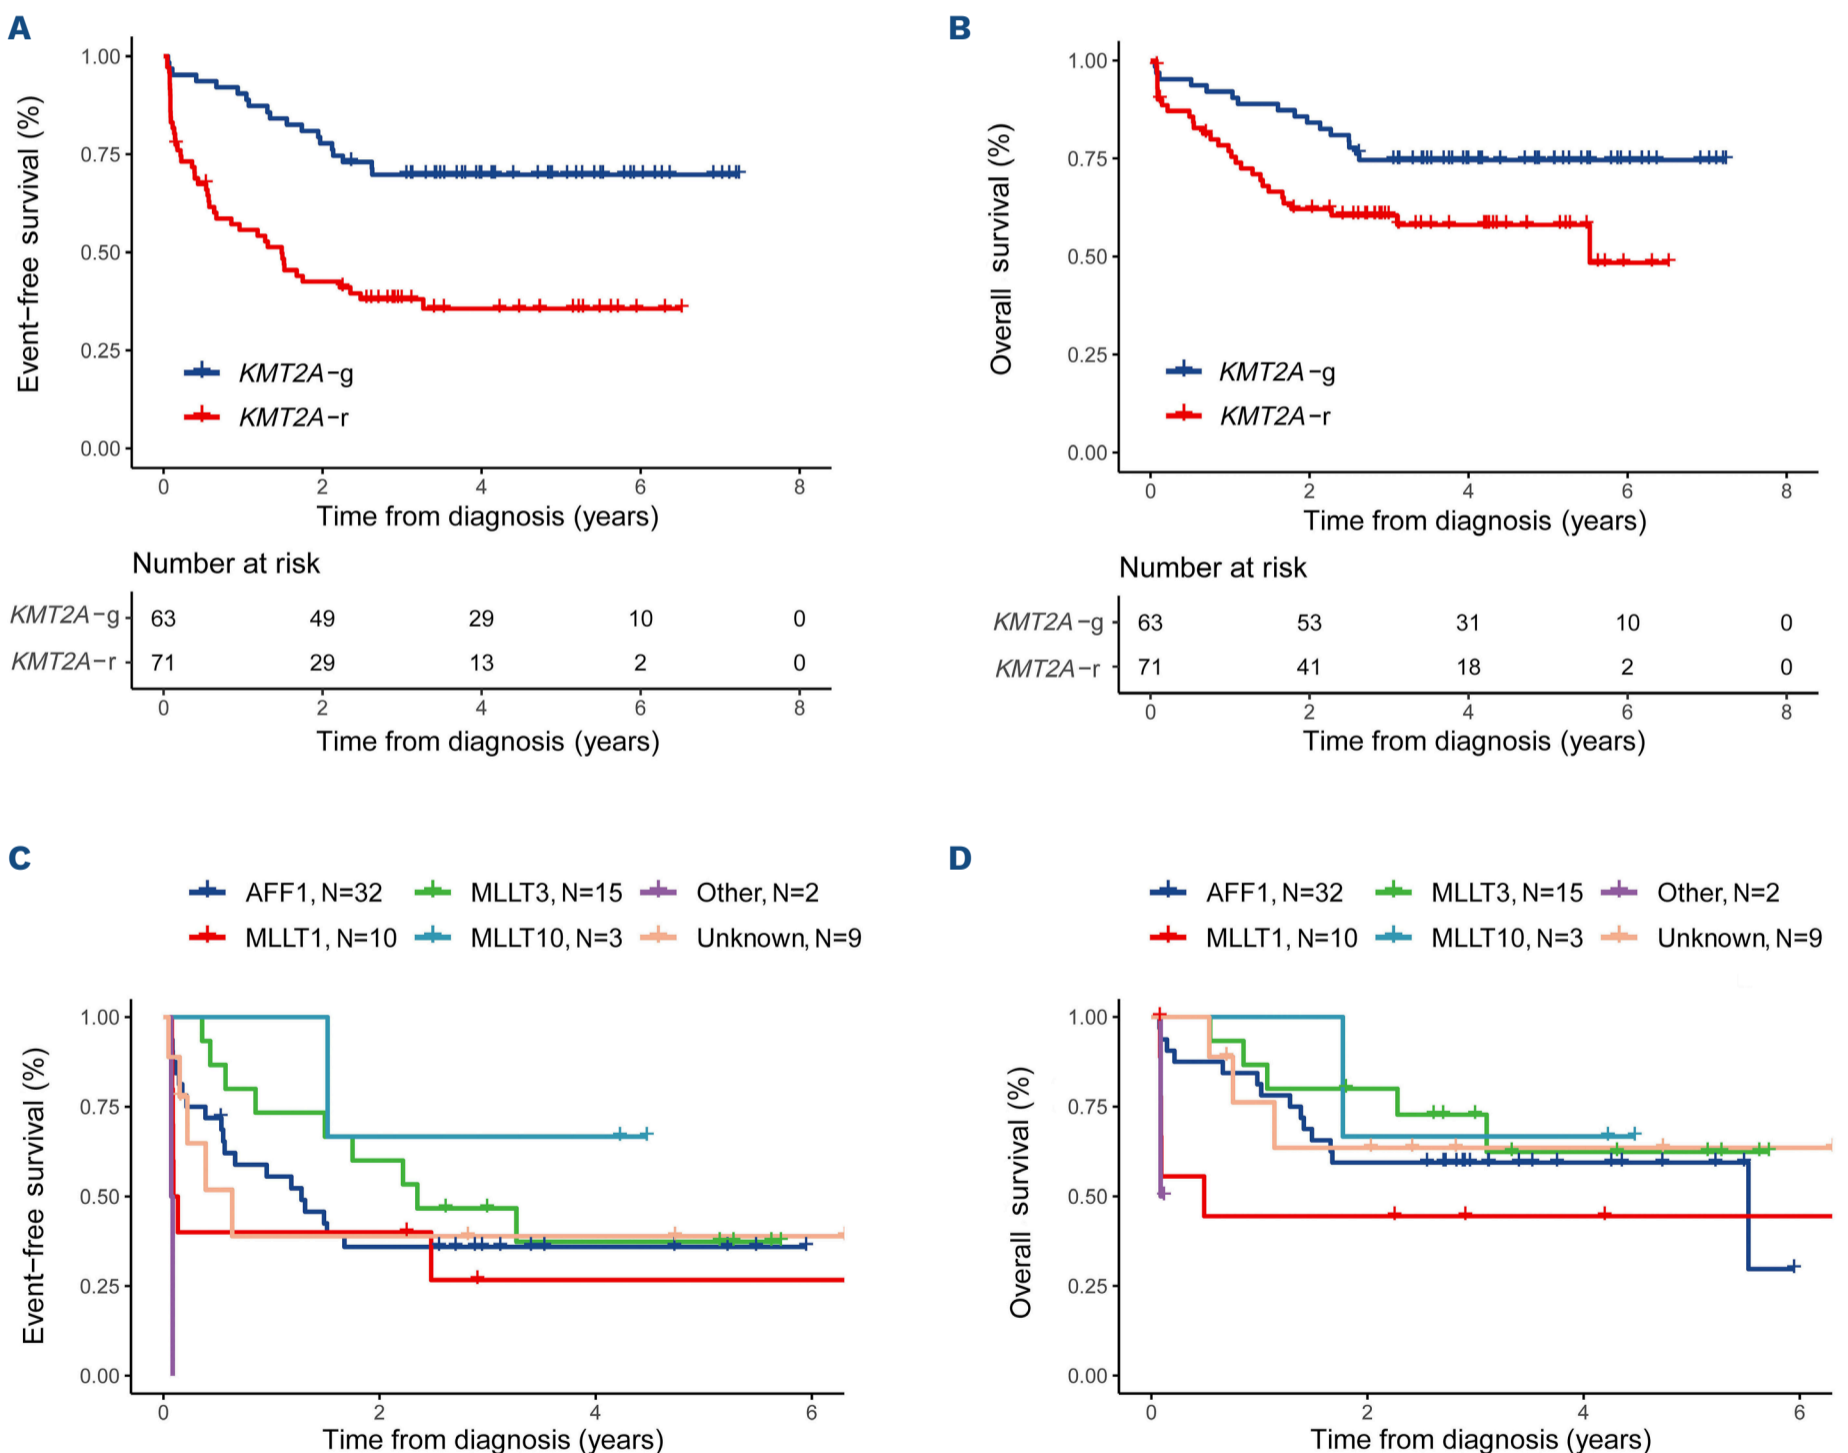 A
Event−free survival (%)
1.00
0.75
0.50
0.25
0.00
KMT2A−g
KMT2A−r
0 2 4 6 8
Time from diagnosis (years)
Number at risk
KMT2A−g 63 49 29 10 0
KMT2A−r 71 29 13 2 0
0 2 4 6 8
Time from diagnosis (years)
B
Overall survival (%)
1.00
0.75
0.50
0.25
0.00
KMT2A−g
KMT2A−r
0 2 4 6 8
Time from diagnosis (years)
Number at risk
KMT2A−g 63 53 31 10 0
KMT2A−r 71 41 18 2 0
0 2 4 6 8
Time from diagnosis (years)
C
AFF1, N=32 MLLT3, N=15 Other, N=2
MLLT1, N=10 MLLT10, N=3 Unknown, N=9
Event−free survival (%)
1.00
0.75
0.50
0.25
0.00
0 2 4 6
Time from diagnosis (years)
D
AFF1, N=32 MLLT3, N=15 Other, N=2
MLLT1, N=10 MLLT10, N=3 Unknown, N=9
Overall survival (%)
1.00
0.75
0.50
0.25
0.00
0 2 4 6
Time from diagnosis (years)